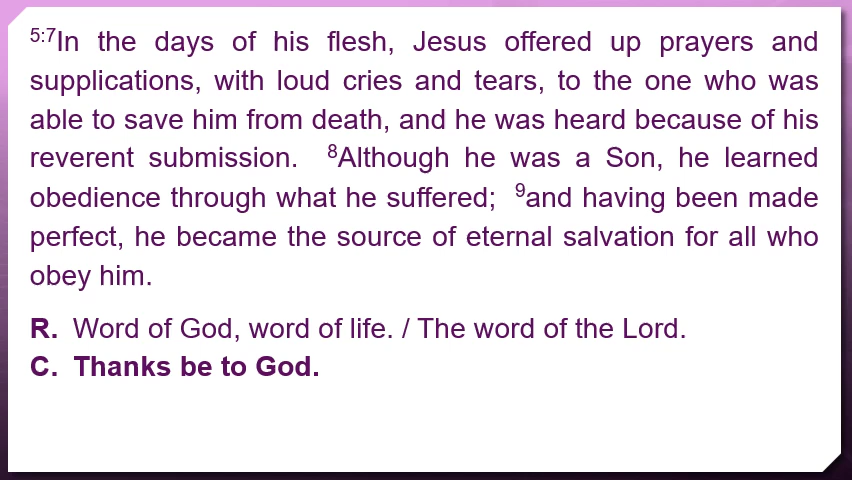 5:7In the days of his flesh, Jesus offered up prayers and
supplications, with loud cries and tears, to the one who was
able to save him from death, and he was heard because of his
reverent submission. 8Although he was a Son, he learned
obedience through what he suffered; 9and having been made
perfect, he became the source of eternal salvation for all who
obey him.
R. Word of God, word of life. / The word of the Lord.
C. Thanks be to God.